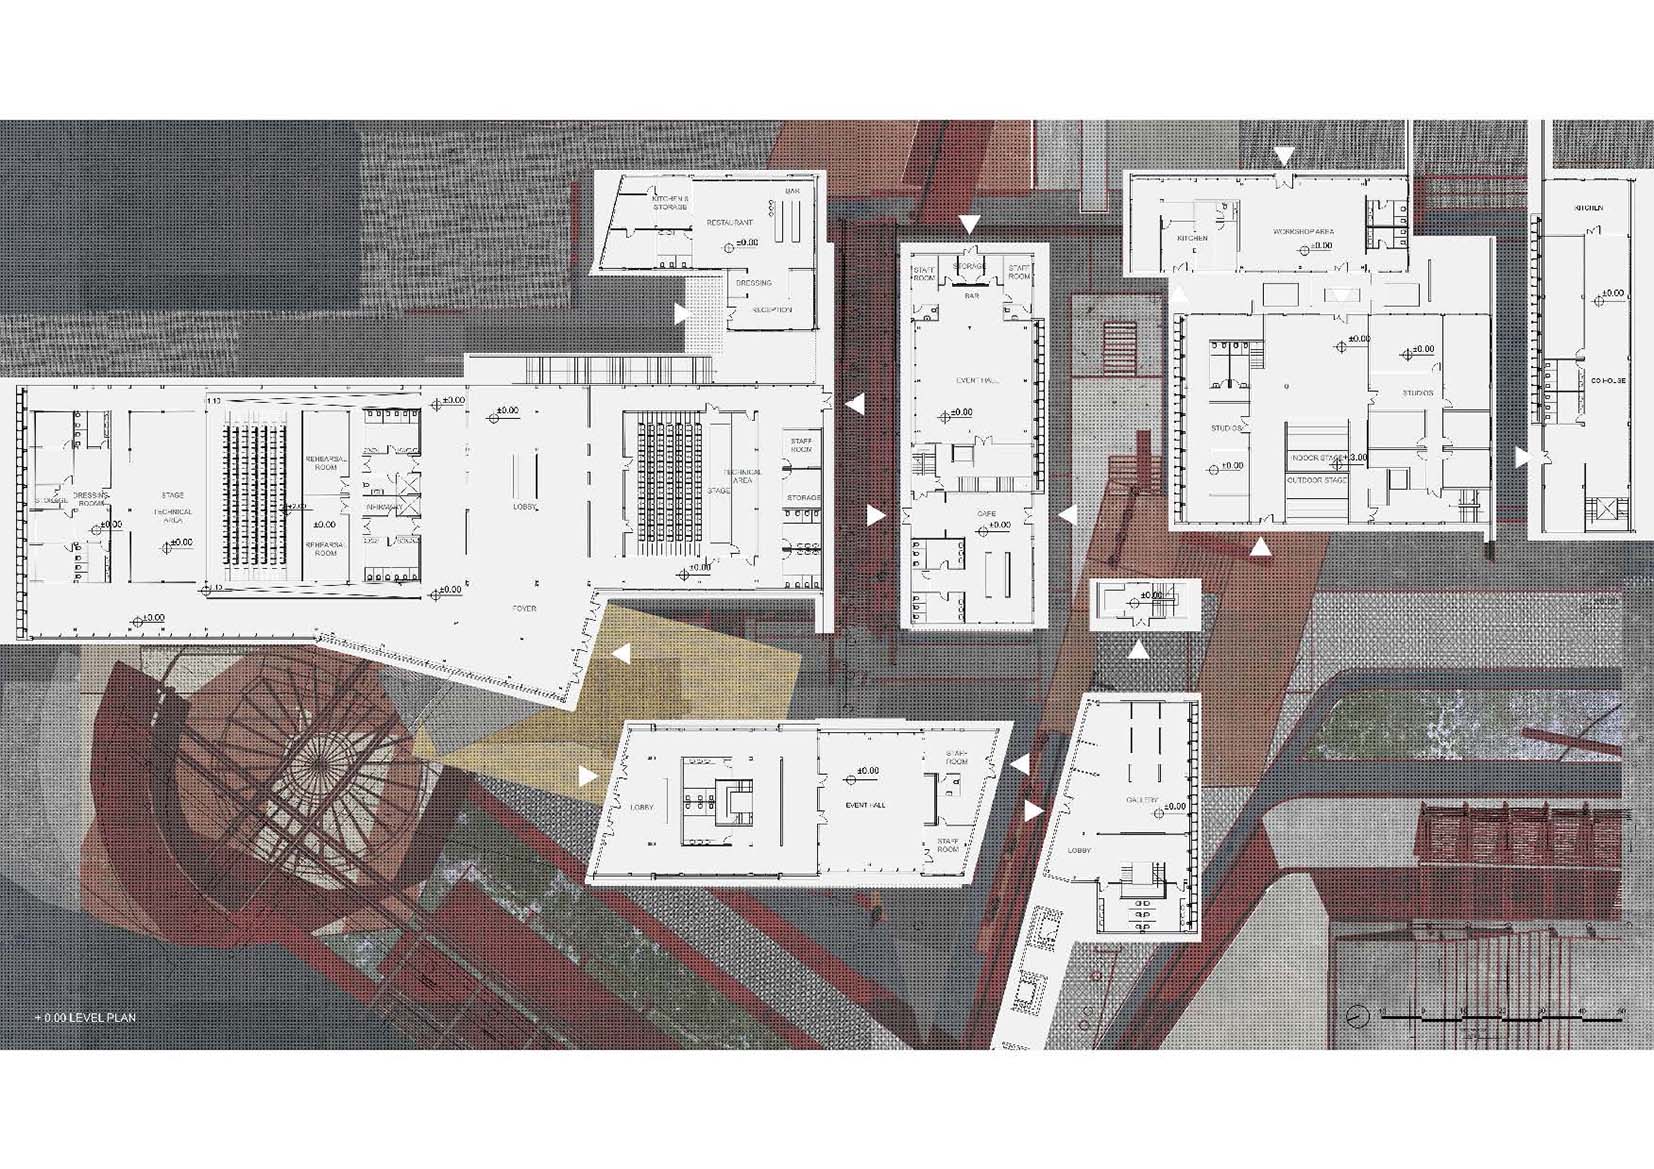 KITCHEN &
STORAGE
BAR
RESTAURANT
±0.00
DRESSING
RECEPTION
STAFF
ROOM
STORAGE
STAFF
ROOM
BAR
EVENT HALL
±0.00
CAFE
±0.00
KITCHEN
WORKSHOP AREA
±0.00
±0.00
±0.00
STUDIOS
STUDIOS
±0.00
INDOOR STAGE
+3.00
OUTDOOR STAGE
KITCHEN
±0.00
CO HOUSE
±0.00
±0.00
STORAGE
DRESSING
ROOMS
±0.00
STAGE
TECHNICAL
AREA
±0.00
REHEARSAL
ROOM
±0.00
REHEARSAL
ROOM
INFIRMARY
LOBBY
TECHNICAL
AREA
STAGE
STAFF
ROOM
STORAGE
±0.00
±0.00
±0.00
FOYER
±0.00
LOBBY
±0.00
EVENT HALL
STAFF
ROOM
STAFF
ROOM
GALLERY
±0.00
LOBBY
+ 0.00 LEVEL PLAN